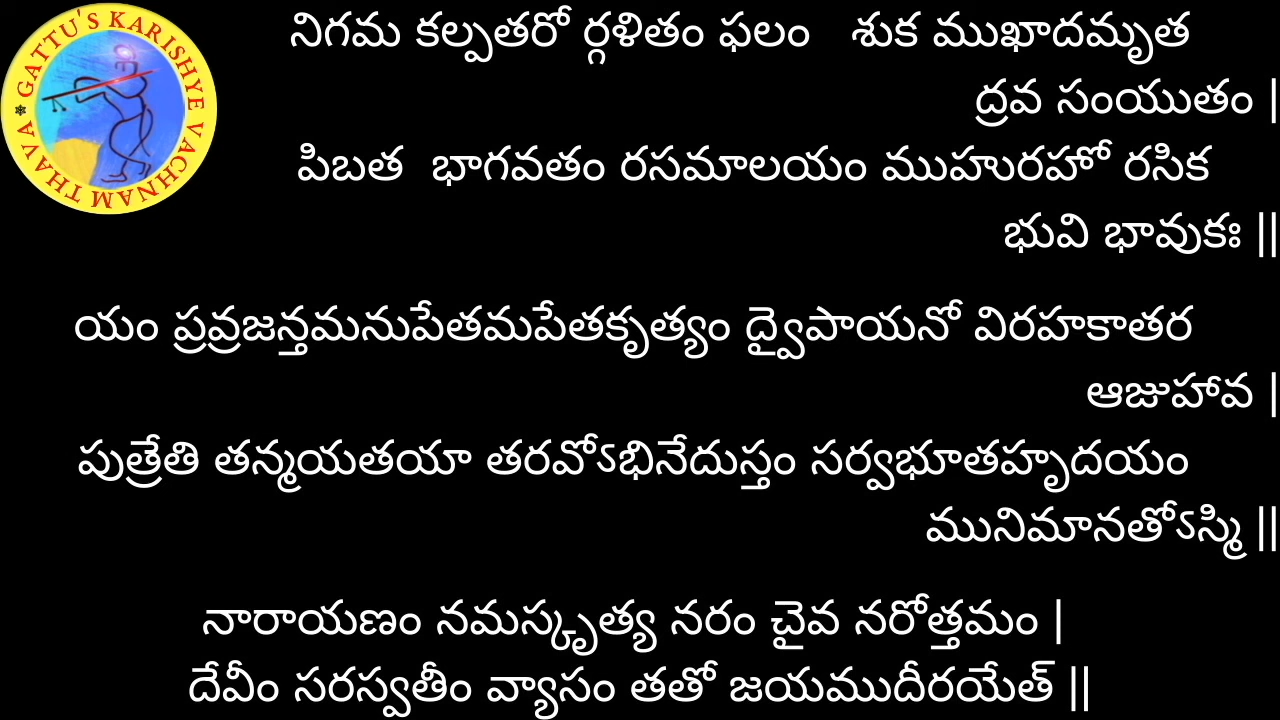 GATTU'S KARISHYE VACHNAM THAVA
నిగమ కల్పతరో ర్గళితం ఫలం శుక ముఖాదమృత
ద్రవ సంయుతం |
పిబత భాగవతం రసమాలయం ముహురహో రసిక
భువి భావుకః ||
యం ప్రవ్రజన్తమనుపేతమపేతకృత్యం ద్వైపాయనో విరహకాతర
ఆజుహావ |
పుత్రేతి తన్మయతయా తరవోఽభినేదుస్తం సర్వభూతహృదయం
మునిమానతోఽస్మి ||
నారాయణం నమస్కృత్య నరం చైవ నరోత్తమం |
దేవీం సరస్వతీం వ్యాసం తతో జయముదీరయేత్ ||